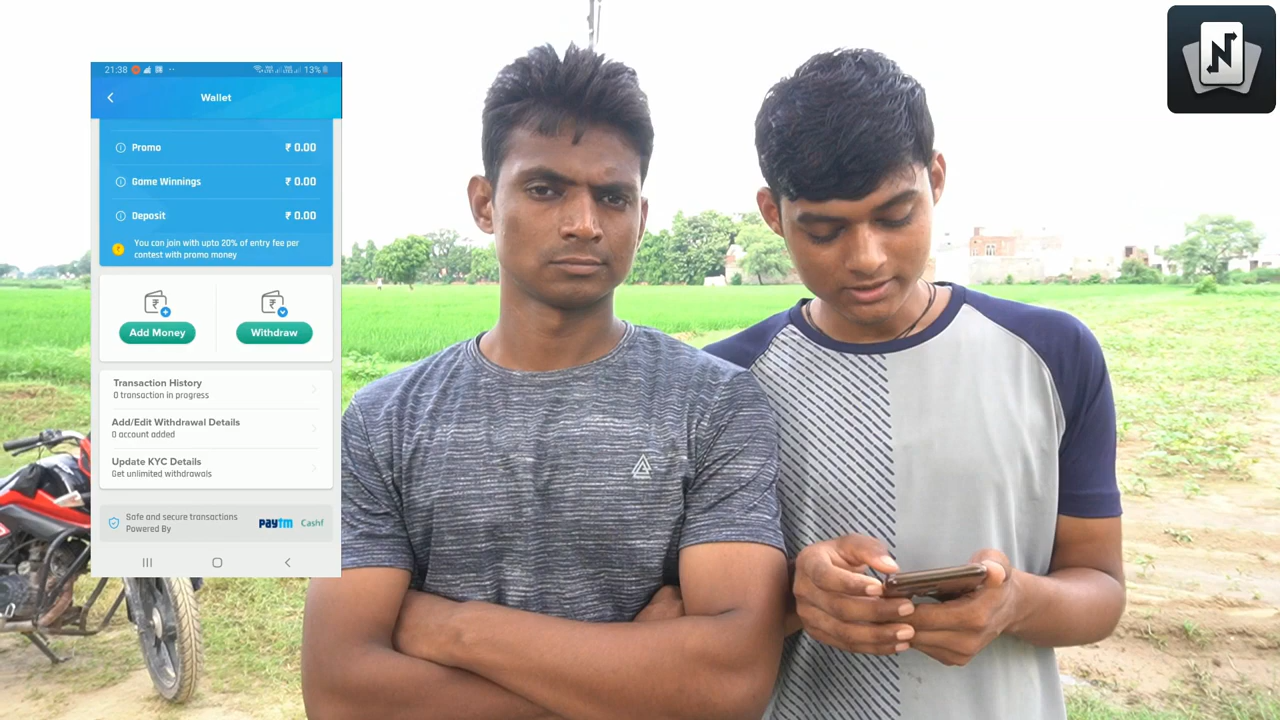 21:38
13%
Wallet
Promo ₹ 0.00
Game Winnings ₹ 0.00
Deposit ₹ 0.00
You can join with upto 20% of entry fee per
contest with promo money
Add Money Withdraw
Transaction History
0 transaction in progress
Add/Edit Withdrawal Details
0 account added
Update KYC Details
Get unlimited withdrawals
Safe and secure transactions
Powered By
paytm Cashf
N